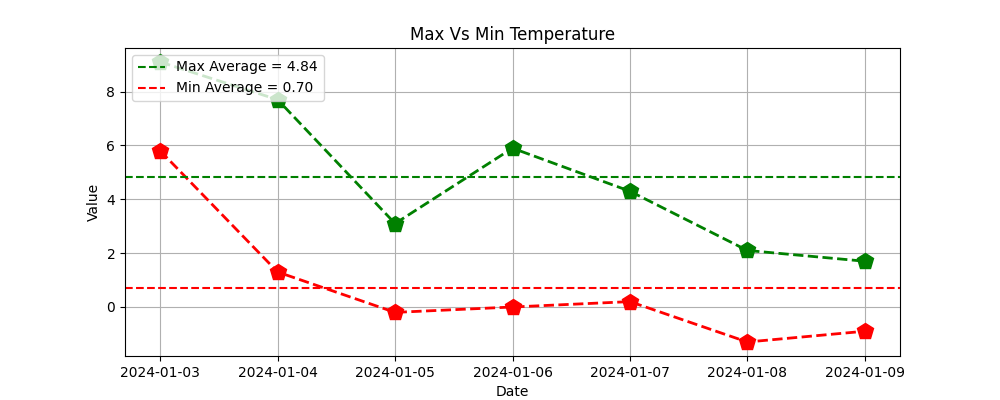 Max Vs Min Temperature
Max Average = 4.84
Min Average = 0.70
8
6
4
2
0
Value
2024-01-03 2024-01-04 2024-01-05 2024-01-06 2024-01-07 2024-01-08 2024-01-09
Date